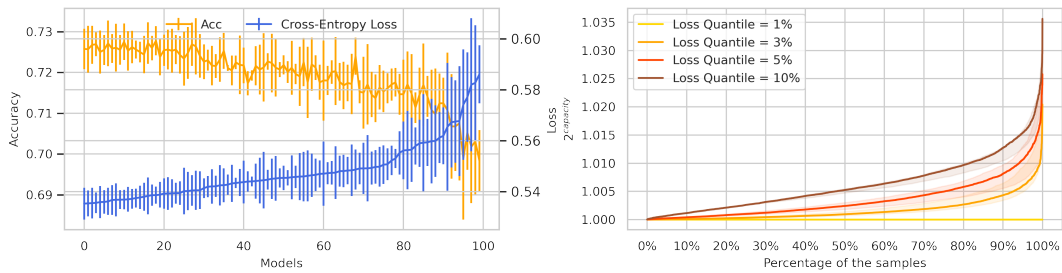 Acc
Cross-Entropy Loss
0.73
0.72
0.71
0.70
0.69
Accuracy
0.60
0.58
0.56
0.54
Loss
0
20
40
60
80
100
Models
Loss Quantile = 1%
Loss Quantile = 3%
Loss Quantile = 5%
Loss Quantile = 10%
1.035
1.030
1.025
1.020
1.015
1.010
1.005
1.000
2^capacity
0% 10% 20% 30% 40% 50% 60% 70% 80% 90% 100%
Percentage of the samples